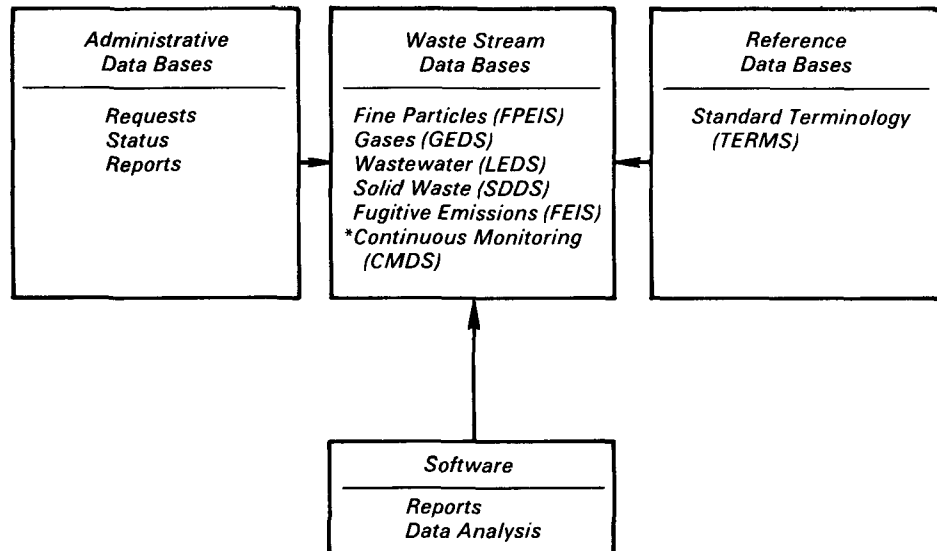 Administrative
Data Bases
Requests
Status
Reports
Waste Stream
Data Bases
Fine Particles (FPEIS)
Gases (GEDS)
Wastewater (LEDS)
Solid Waste (SDDS)
Fugitive Emissions (FEIS)
*Continuous Monitoring
(CMDS)
Reference
Data Bases
Standard Terminology
(TERMS)
Software
Reports
Data Analysis